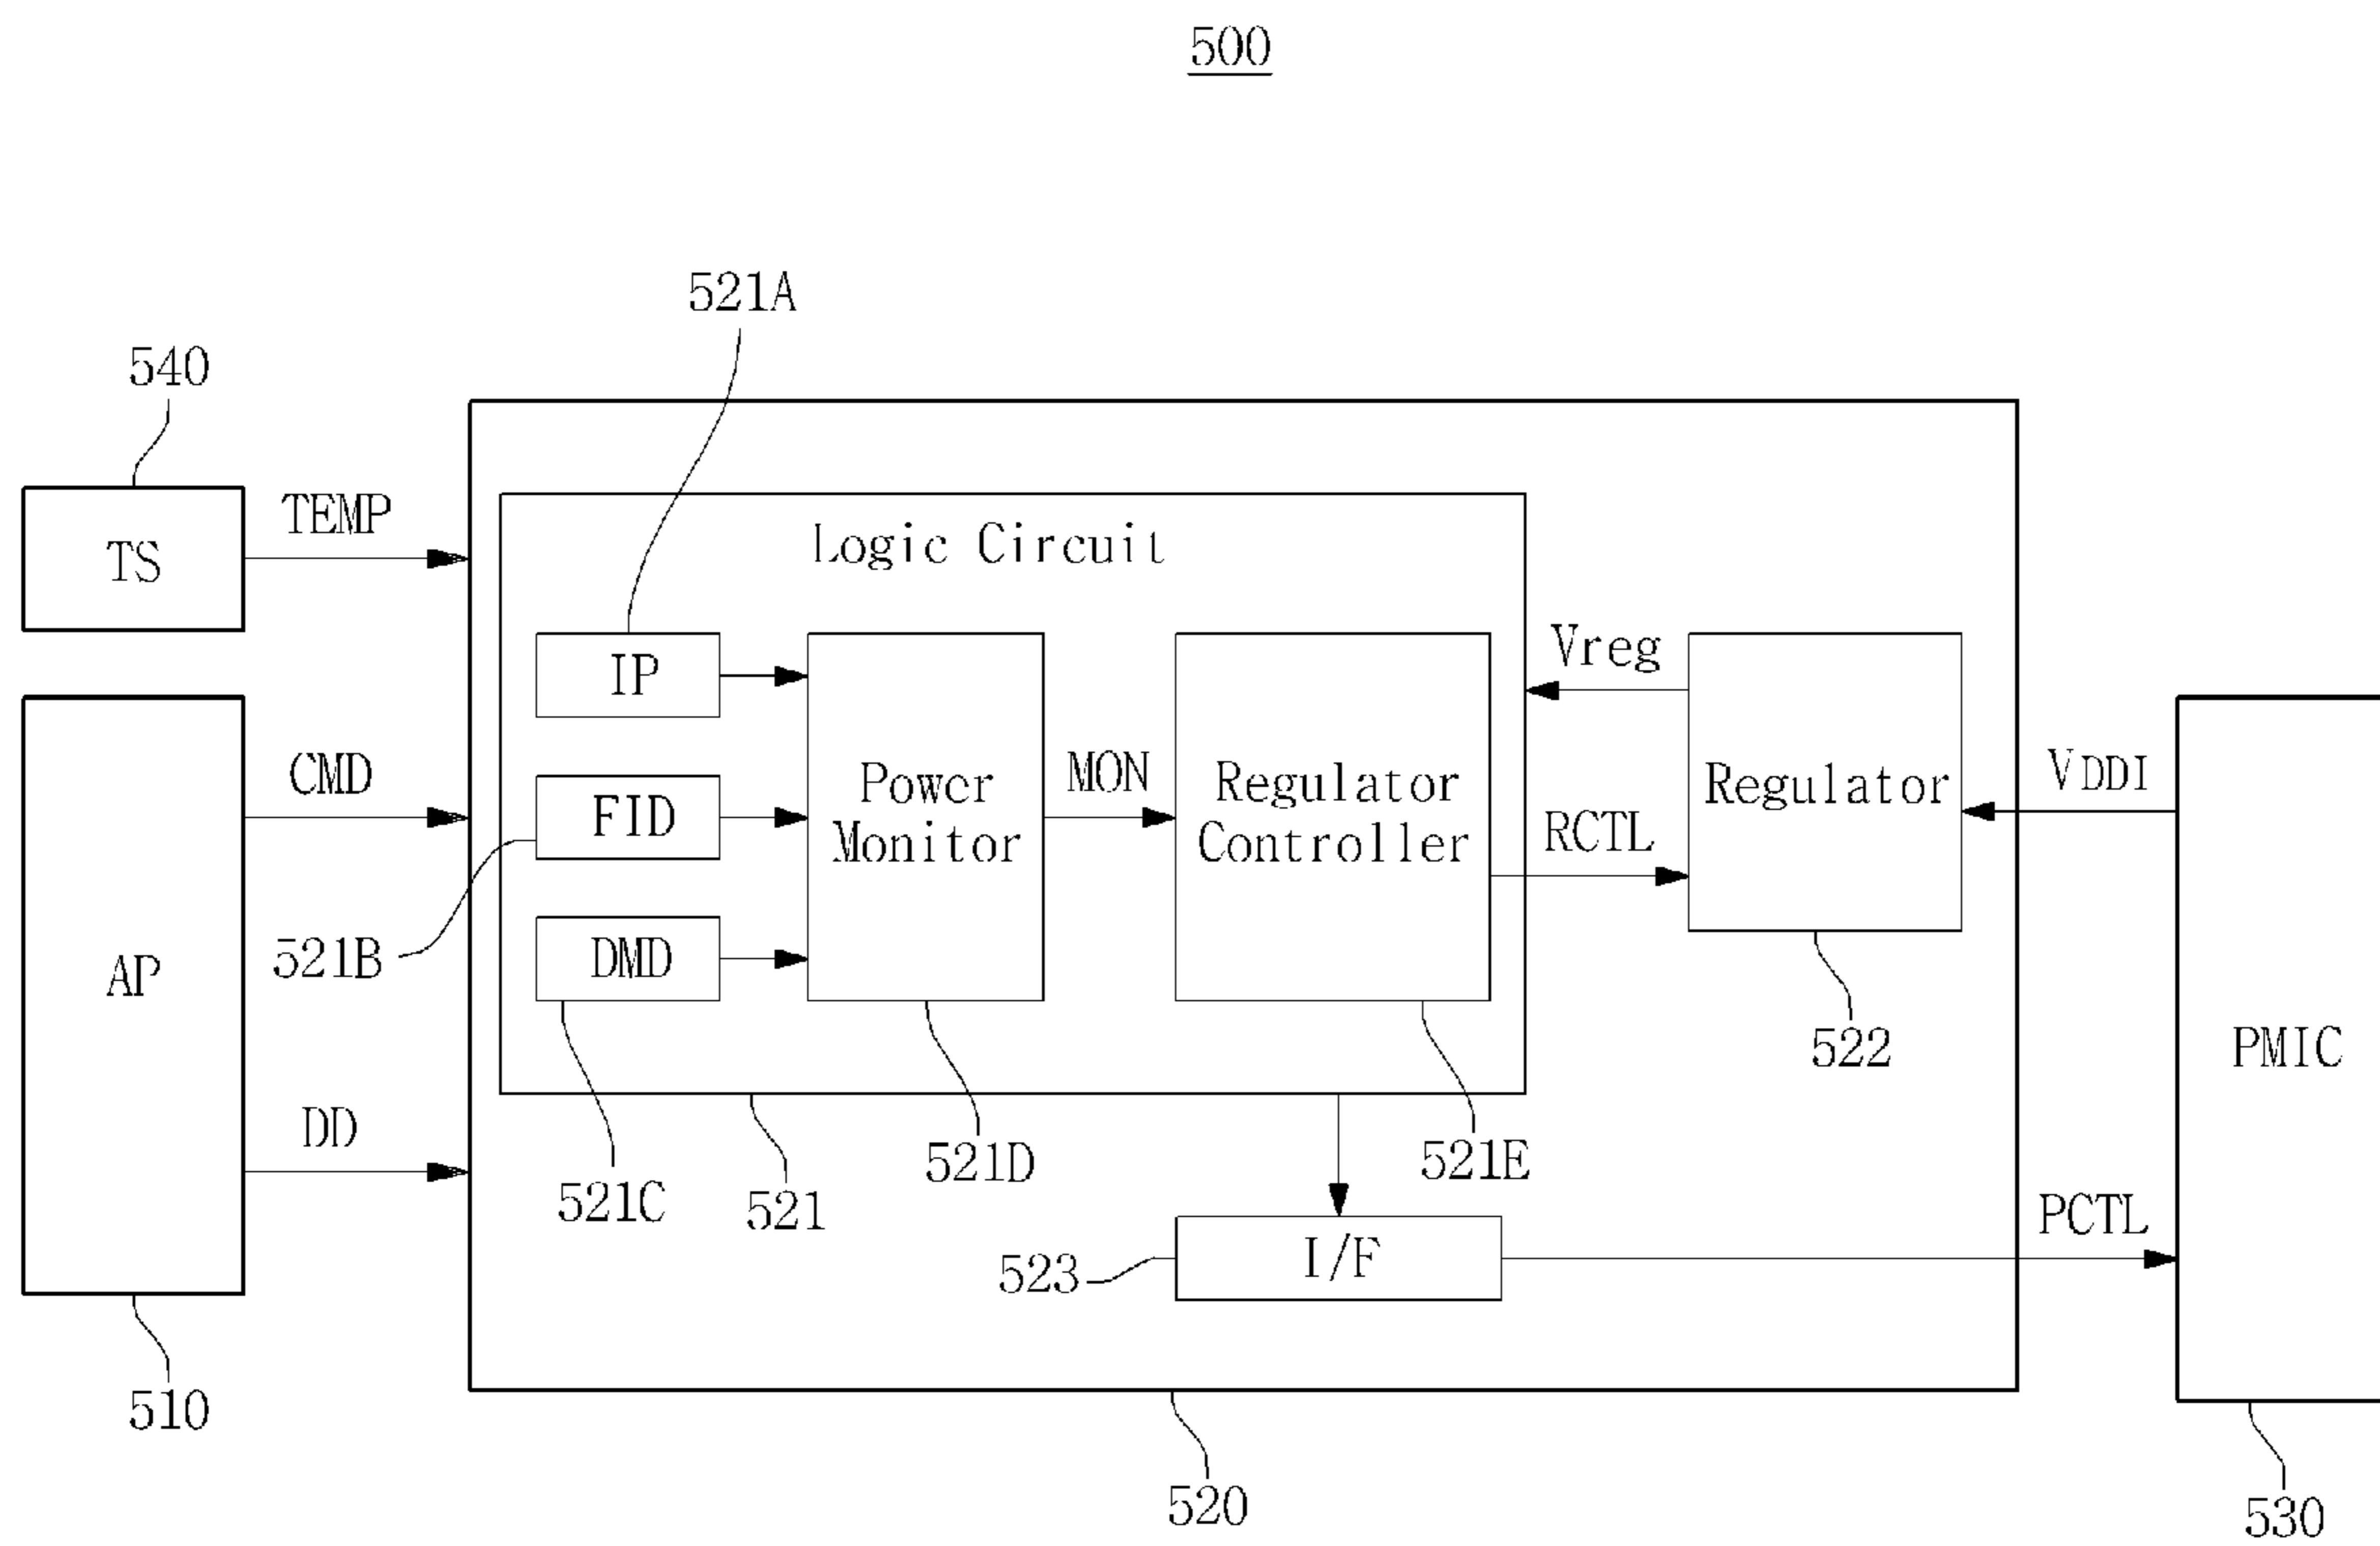 500
521A
540
TEMP
TS
Logic Circuit
IP
Vreg
CMD
FID
Power
Monitor
MON
Regulator
Controller
Regulator
VDDI
RCTL
521B
DMD
AP
522
PMIC
DD
521C
521
521D
521E
PCTL
523
I/F
510
520
530